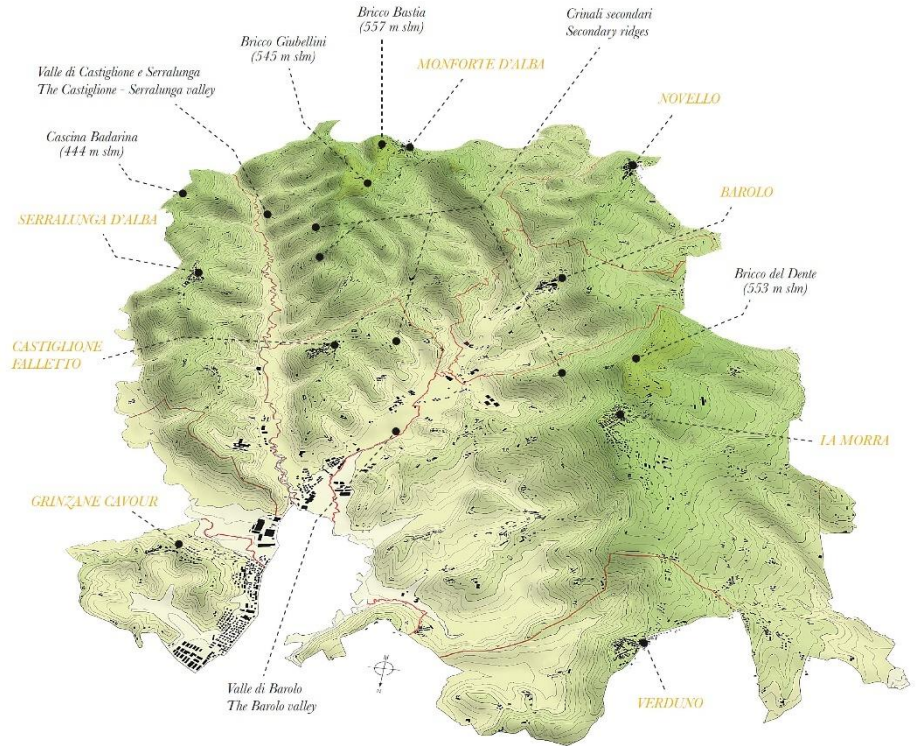 Bricco Bastia
(557 m slm)
Crinali secondari
Secondary ridges
Bricco Giubellini
(545 m slm)
MONFORTE D'ALBA
Valle di Castiglione e Serralunga
The Castiglione - Serralunga valley
NOVELLO
Cascina Badarina
(444 m slm)
BAROLO
SERRALUNGA D'ALBA
Bricco del Dente
(553 m slm)
CASTIGLIONE
FALLETTO
LA MORRA
GRINZANE CAVOUR
Valle di Barolo
The Barolo valley
VERDUNO